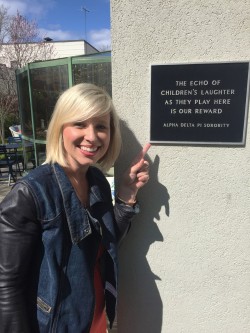 THE ECHO OF
CHILDREN'S LAUGHTER
AS THEY PLAY HERE
IS OUR REWARD
ALPHA DELTA PI SORORITY